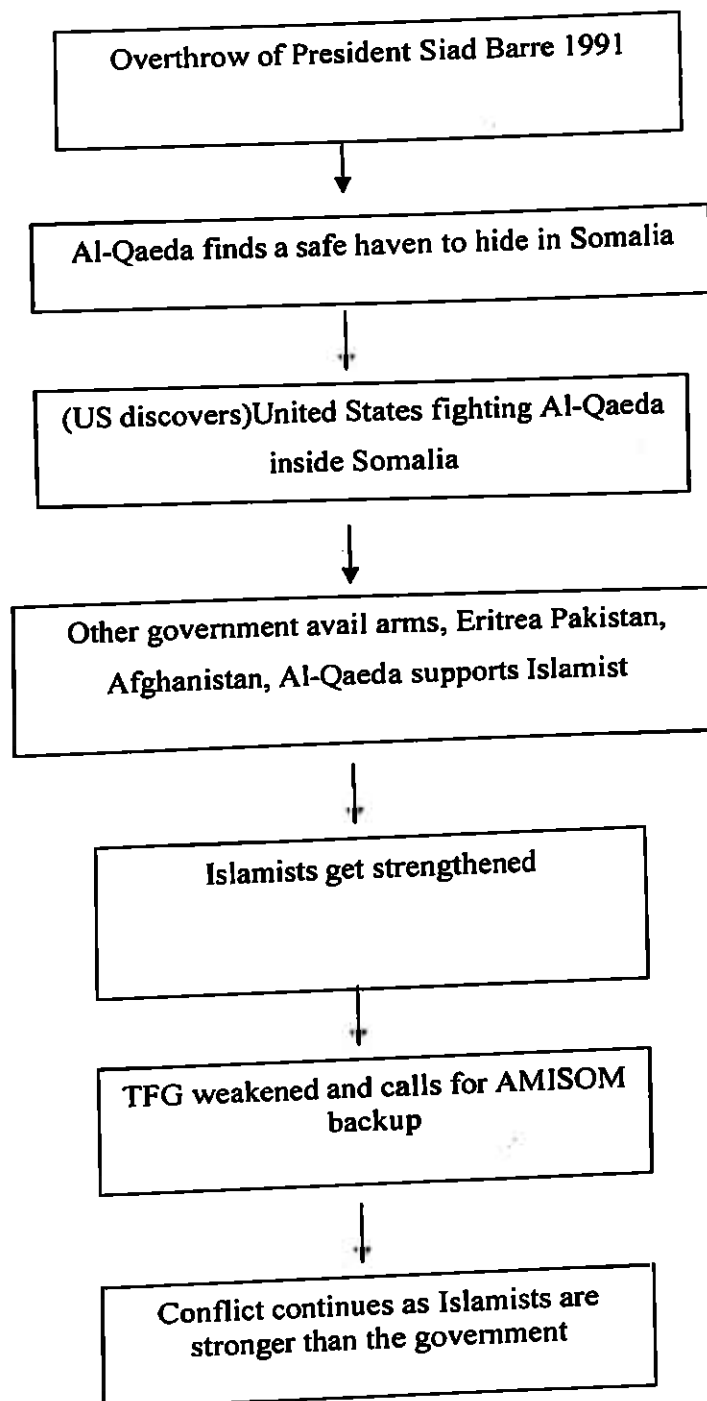 Overthrow of President Siad Barre 1991
Al-Qaeda finds a safe haven to hide in Somalia
(US discovers)United States fighting Al-Qaeda
inside Somalia
Other government avail arms, Eritrea Pakistan,
Afghanistan, Al-Qaeda supports Islamist
Islamists get strengthened
TFG weakened and calls for AMISOM
backup
Conflict continues as Islamists are
stronger than the government